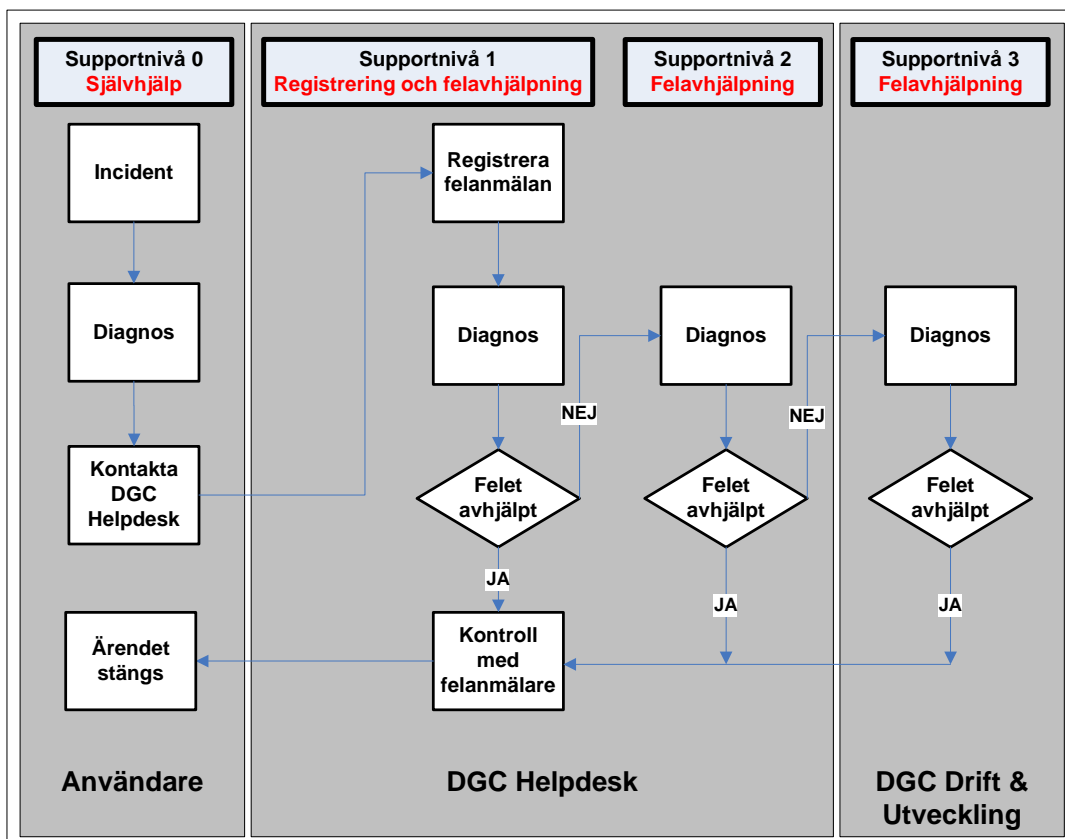 Supportnivå 0
Självhjälp
Supportnivå 1
Registrering och felavhjälpning
Supportnivå 2
Felavhjälpning
Supportnivå 3
Felavhjälpning
Incident
Registrera
felanmälan
Diagnos
Diagnos
Diagnos
Diagnos
NEJ
NEJ
Kontakta
DGC
Helpdesk
Felet
avhjälpt
Felet
avhjälpt
Felet
avhjälpt
JA
JA
JA
Ärendet
stängs
Kontroll
med
felanmälare
Användare
DGC Helpdesk
DGC Drift &
Utveckling